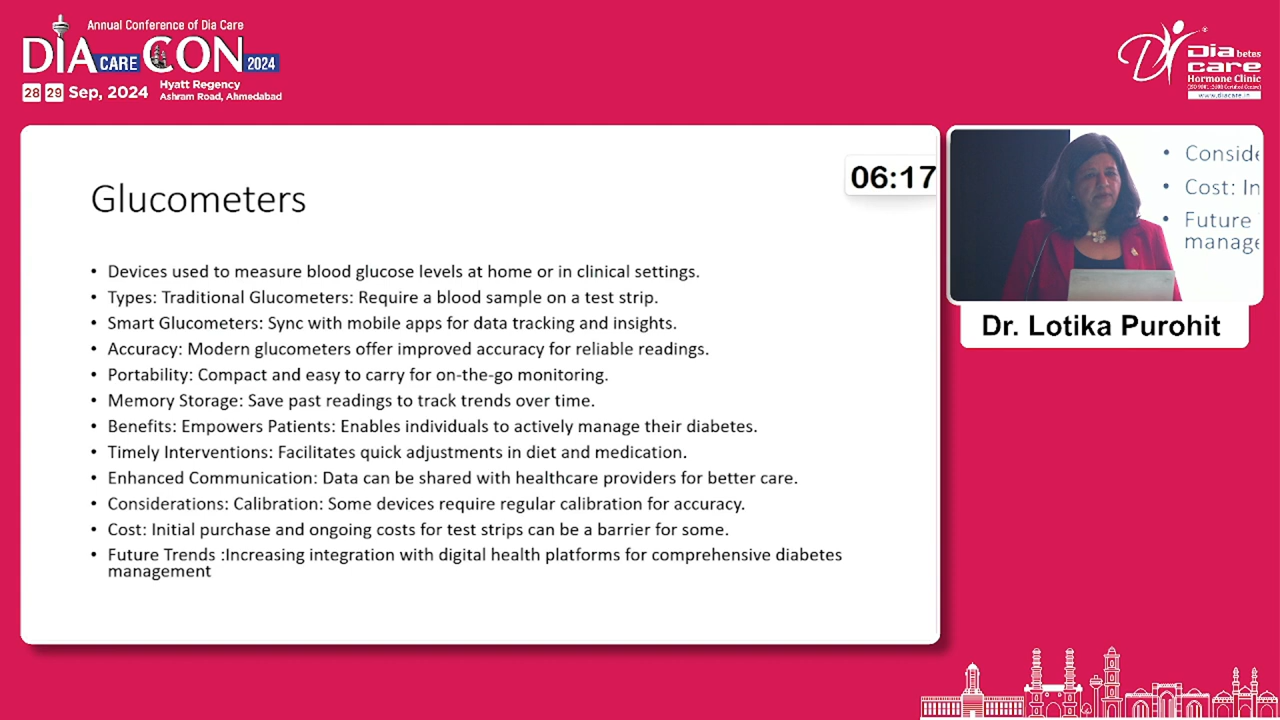 Annual Conference of Dia Care
DIA CARE CON 2024
28 29 Sep, 2024
Hyatt Regency
Ashram Road, Ahmedabad
Diabetes
care
Hormone Clinic
www.diacare.in
06:17
Glucometers
• Devices used to measure blood glucose levels at home or in clinical settings.
• Types: Traditional Glucometers: Require a blood sample on a test strip.
• Smart Glucometers: Sync with mobile apps for data tracking and insights.
• Accuracy: Modern glucometers offer improved accuracy for reliable readings.
• Portability: Compact and easy to carry for on-the-go monitoring.
• Memory Storage: Save past readings to track trends over time.
• Benefits: Empowers Patients: Enables individuals to actively manage their diabetes.
• Timely Interventions: Facilitates quick adjustments in diet and medication.
• Enhanced Communication: Data can be shared with healthcare providers for better care.
• Considerations: Calibration: Some devices require regular calibration for accuracy.
• Cost: Initial purchase and ongoing costs for test strips can be a barrier for some.
• Future Trends :Increasing integration with digital health platforms for comprehensive diabetes
management
• Conside
• Cost: In
• Future
manage
Dr. Lotika Purohit